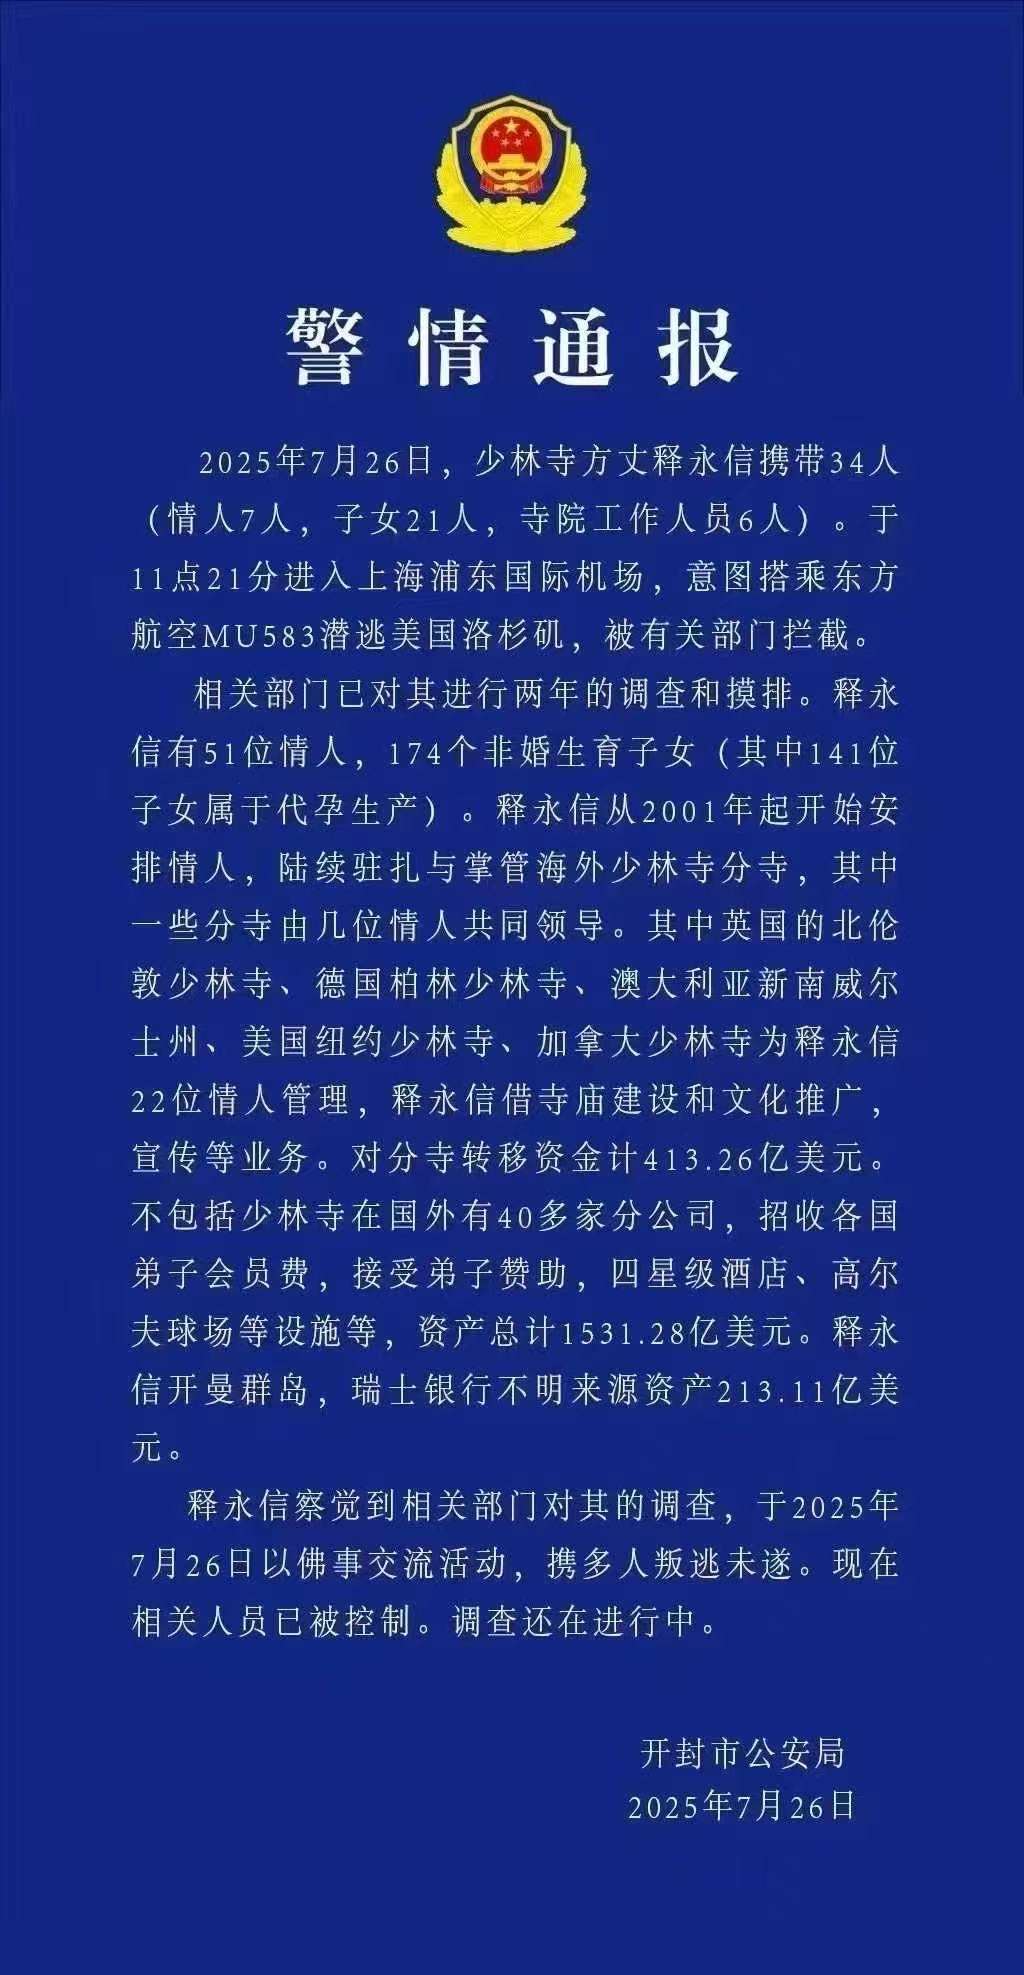 警情通报
2025年7月26日，少林寺方丈释永信携带34人
（情人7人，子女21人，寺院工作人员6人）。于
11点21分进入上海浦东国际机场，意图搭乘东方
航空MU583潜逃美国洛杉矶，被有关部门拦截。
相关部门已对其进行两年的调查和摸排。释永
信有51位情人，174个非婚生育子女（其中141位
子女属于代孕生产）。释永信从2001年起开始安
排情人，陆续驻扎与掌管海外少林寺分寺，其中
一些分寺由几位情人共同领导。其中英国的北伦
敦少林寺、德国柏林少林寺、澳大利亚新南威尔
士州、美国纽约少林寺、加拿大少林寺为释永信
22位情人管理，释永信借寺庙建设和文化推广，
宣传等业务。对分寺转移资金计413.26亿美元。
不包括少林寺在国外有40多家分公司，招收各国
弟子会员费，接受弟子赞助，四星级酒店、高尔
夫球场等设施等，资产总计1531.28亿美元。释永
信开曼群岛，瑞士银行不明来源资产213.11亿美
元。
释永信察觉到相关部门对其的调查，于2025年
7月26日以佛事交流活动，携多人叛逃未遂。现在
相关人员已被控制。调查还在进行中。
开封市公安局
2025年7月26日